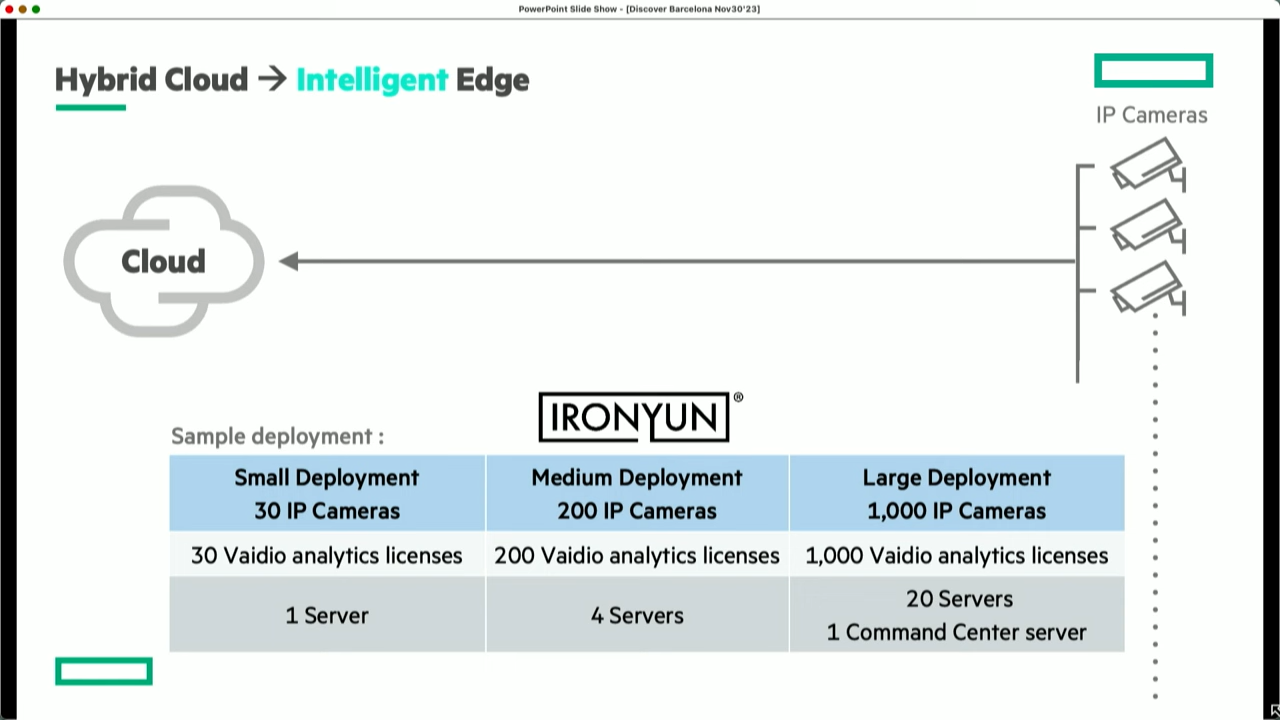 PowerPoint Slide Show - [Discover Barcelona Nov30'23]
Hybrid Cloud → Intelligent Edge
IP Cameras
Cloud
IRONYUN®
Sample deployment :
Small Deployment
30 IP Cameras
Medium Deployment
200 IP Cameras
Large Deployment
1,000 IP Cameras
30 Vaidio analytics licenses
200 Vaidio analytics licenses
1,000 Vaidio analytics licenses
1 Server
4 Servers
20 Servers
1 Command Center server